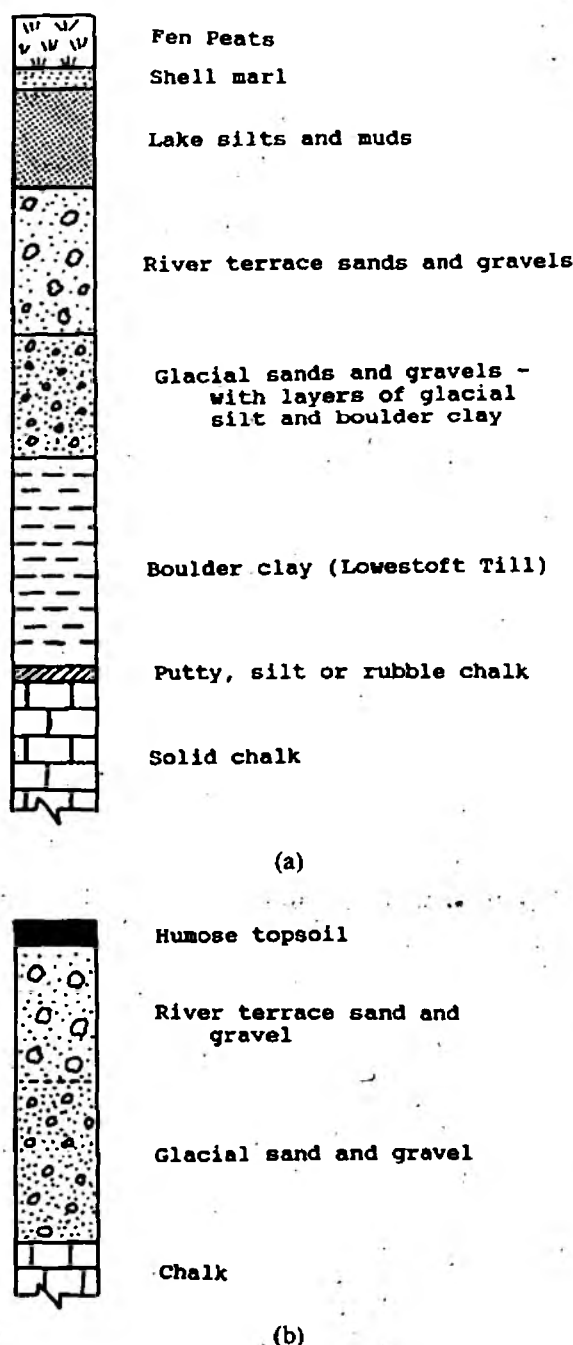 Fen Peats
Shell marl
Lake silts and muds
River terrace sands and gravels
Glacial sands and gravels -
with layers of glacial
silt and boulder clay
Boulder clay (Lowestoft Till)
Putty, silt or rubble chalk
Solid chalk
(a)
Humose topsoil
River terrace sand and
gravel
Glacial sand and gravel
Chalk
(b)